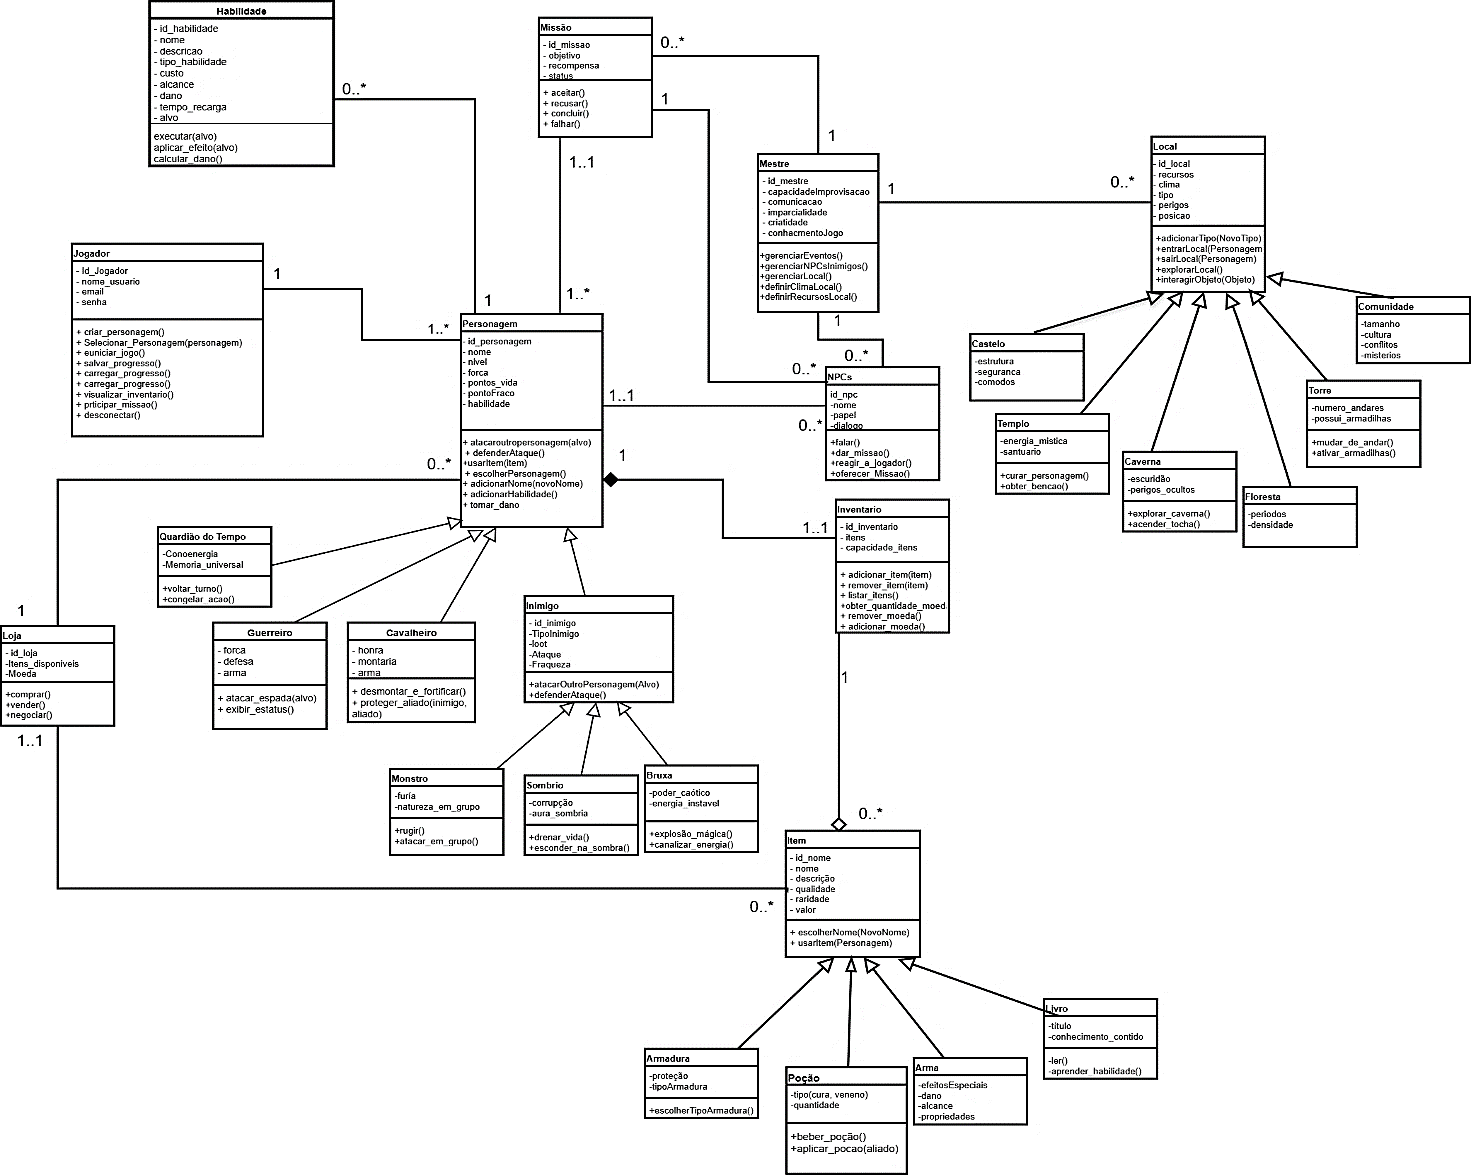 Habilidade
- id_habilidade
- nome
- descricao
- tipo_habilidade
- custo
- alcance
- dano
- tempo_recarga
- alvo
executar(alvo)
aplicar_efeito(alvo)
calcular_dano()
0..*
1
Missão
- id_missao
- objetivo
- recompensa
- status
+ aceitar()
+ recusar()
+ concluir()
+ falhar()
0..*
1
1
0..*
1..1
1..*
Mestre
- id_mestre
- capacidadeImprovisacao
- comunicacao
- imparcialidade
- criatidade
- conhacmentoJogo
+gerenciarEventos()
+gerenciarNPCsInimigos()
+gerenciarLocal()
+definirClimaLocal()
+definirRecursosLocal()
1
0..*
1
0..*
Local
- id_local
- recursos
- clima
- tipo
- perigos
- posicao
+adicionarTipo(NovoTipo)
+entrarLocal(Personagem
+sairLocal(Personagem)
+explorarLocal()
+interagirObjeto(Objeto)
Jogador
- Id_Jogador
- nome_usuario
- email
- senha
+ criar_personagem()
+ Selecionar_Personagem(personagem)
+ euniciar_jogo()
+ salvar_progresso()
+ carregar_progresso()
+ carregar_progresso()
+ visualizar_inventario()
+ prticipar_missao()
+ desconectar()
1
1..*
Personagem
- id_personagem
- nome
- nivel
- forca
- pontos_vida
- pontoFraco
- habilidade
+ atacaroutropersonagem(alvo)
+ defenderAtaque()
+usarItem(item)
+ escolherPersonagem()
+ adicionarNome(novoNome)
+ adicionarHabilidade()
+ tomar_dano
1..1
0..*
NPCs
id_npc
-nome
-papel
-dialogo
+falar()
+dar_missao()
+reagir_a_jogador()
+oferecer_Missao()
Castelo
-estrutura
-seguranca
-comodos
Templo
-energia_mistica
-santuario
+curar_personagem()
+obter_bencao()
Caverna
-escuridão
-perigos_ocultos
+explorar_caverna()
+acender_tocha()
Floresta
-periodos
-densidade
Torre
-numero_andares
-possui_armadilhas
+mudar_de_andar()
+ativar_armadilhas()
Comunidade
-tamanho
-cultura
-conflitos
-misterios
0..*
1
1
1..1
Inventario
- id_inventario
- itens
- capacidade_itens
+ adicionar_item(item)
+ remover_item(item)
+ listar_itens()
+obter_quantidade_moed
+ remover_moeda()
+ adicionar_moeda()
1
0..*
Quardião do Tempo
-Conoenergia
-Memoria_universal
+voltar_turno()
+congelar_acao()
Guerreiro
- forca
- defesa
- arma
+ atacar_espada(alvo)
+ exibir_estatus()
Cavalheiro
- honra
- montaria
- arma
+ desmontar_e_fortificar()
+ proteger_aliado(inimigo,
aliado)
Inimigo
- id_inimigo
-TipoInimigo
-loot
-Ataque
-Fraqueza
+atacarOutroPersonagem(Alvo)
+defenderAtaque()
Loja
- id_loja
-Itens_disponiveis
-Moeda
+comprar()
+vender()
+negociar()
1..1
0..*
Monstro
-furía
-natureza_em_grupo
+rugir()
+atacar_em_grupo()
Sombrio
-corrupção
-aura_sombria
+drenar_vida()
+esconder_na_sombra()
Bruxa
-poder_caótico
-energia_instavel
+explosão_mágica()
+canalizar_energia()
Item
- id_nome
- nome
- descrição
- qualidade
- raridade
- valor
+ escolherNome(NovoNome)
+ usarItem(Personagem)
Armadura
-proteção
-tipoArmadura
+escolherTipoArmadura()
Poção
-tipo(cura, veneno)
-quantidade
+beber_poção()
+aplicar_pocao(aliado)
Arma
-efeitosEspeciais
-dano
-alcance
-propriedades
Livro
-titulo
-conhecimento_contido
-ler()
-aprender_habilidade()